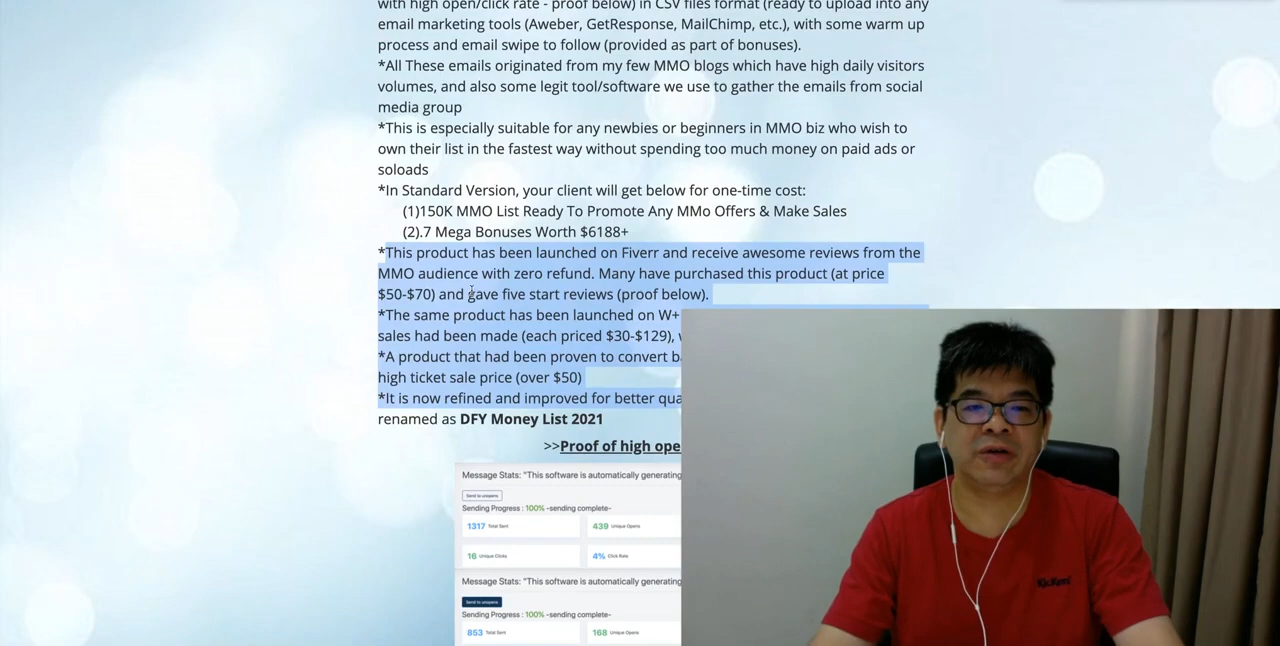 with high open/click rate - proof below) in CSV files format (ready to upload into any
email marketing tools (Aweber, GetResponse, MailChimp, etc.), with some warm up
process and email swipe to follow (provided as part of bonuses).
*All These emails originated from my few MMO blogs which have high daily visitors
volumes, and also some legit tool/software we use to gather the emails from social
media group
*This is especially suitable for any newbies or beginners in MMO biz who wish to
own their list in the fastest way without spending too much money on paid ads or
soloads
*In Standard Version, your client will get below for one-time cost:
(1)150K MMO List Ready To Promote Any MMo Offers & Make Sales
(2).7 Mega Bonuses Worth $6188+
*This product has been launched on Fiverr and receive awesome reviews from the
MMO audience with zero refund. Many have purchased this product (at price
$50-$70) and gave five start reviews (proof below).
*The same product has been launched on W+
sales had been made (each priced $30-$129),
*A product that had been proven to convert
high ticket sale price (over $50)
*It is now refined and improved for better
renamed as DFY Money List 2021
>>Proof of high
Message Stats: "This software is automatically generating
Send to unopens
Sending Progress : 100% -sending complete-
1317 Total Sent
439 Unique Opens
16 Unique Clicks
4% Click Rate
Message Stats: "This software is automatically generating
Send to unopens
Sending Progress : 100% -sending complete-
853 Total Sent
168 Unique Opens